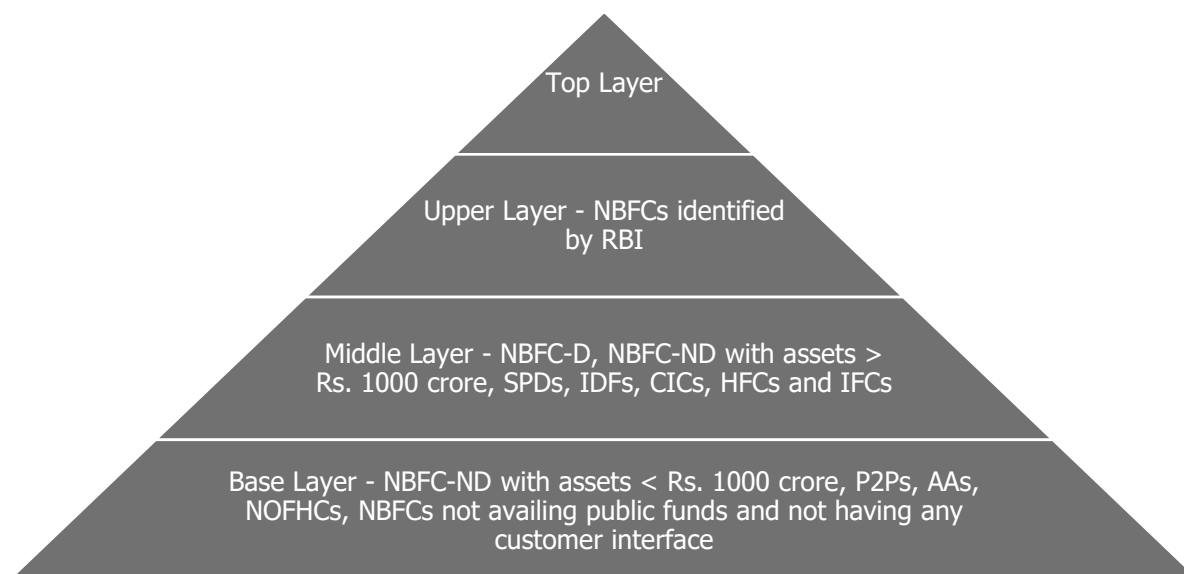 Top Layer
Upper Layer - NBFCs identified
by RBI
Middle Layer - NBFC-D, NBFC-ND with assets >
Rs. 1000 crore, SPDs, IDFs, CICs, HFCs and IFCs
Base Layer - NBFC-ND with assets < Rs. 1000 crore, P2Ps, AAs,
NOFHCs, NBFCs not availing public funds and not having any
customer interface